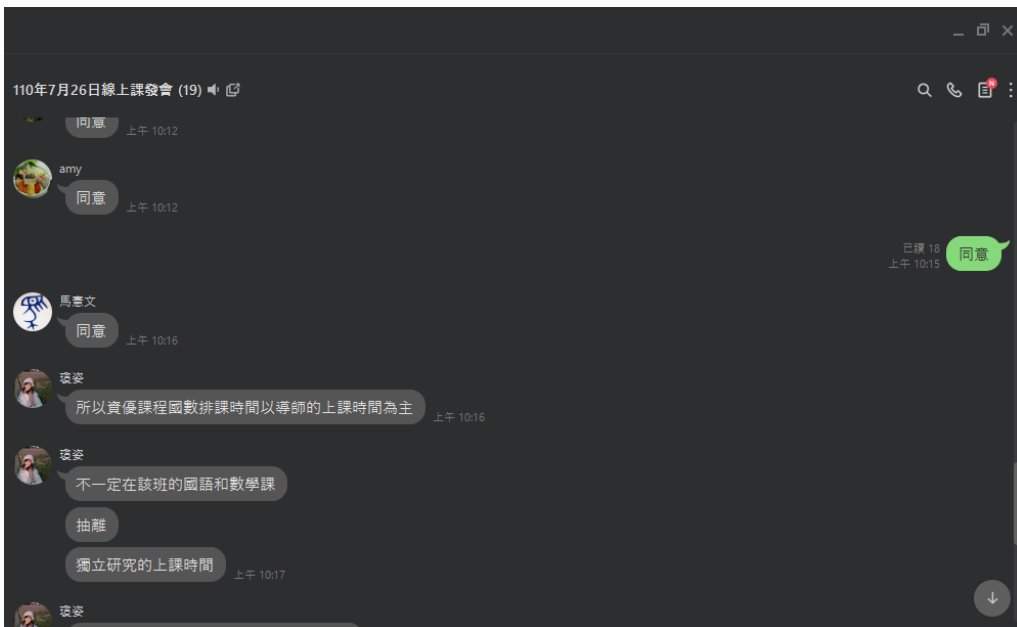 110年7月26日線上課發會 (19)
N
同意
上午 10:12
amy
同意
上午 10:12
已讀 18
上午 10:15
同意
馬憲文
同意
上午 10:16
瓊姿
所以資優課程國數排課時間以導師的上課時間為主
上午 10:16
瓊姿
不一定在該班的國語和數學課
抽離
獨立研究的上課時間
上午 10:17
瓊姿